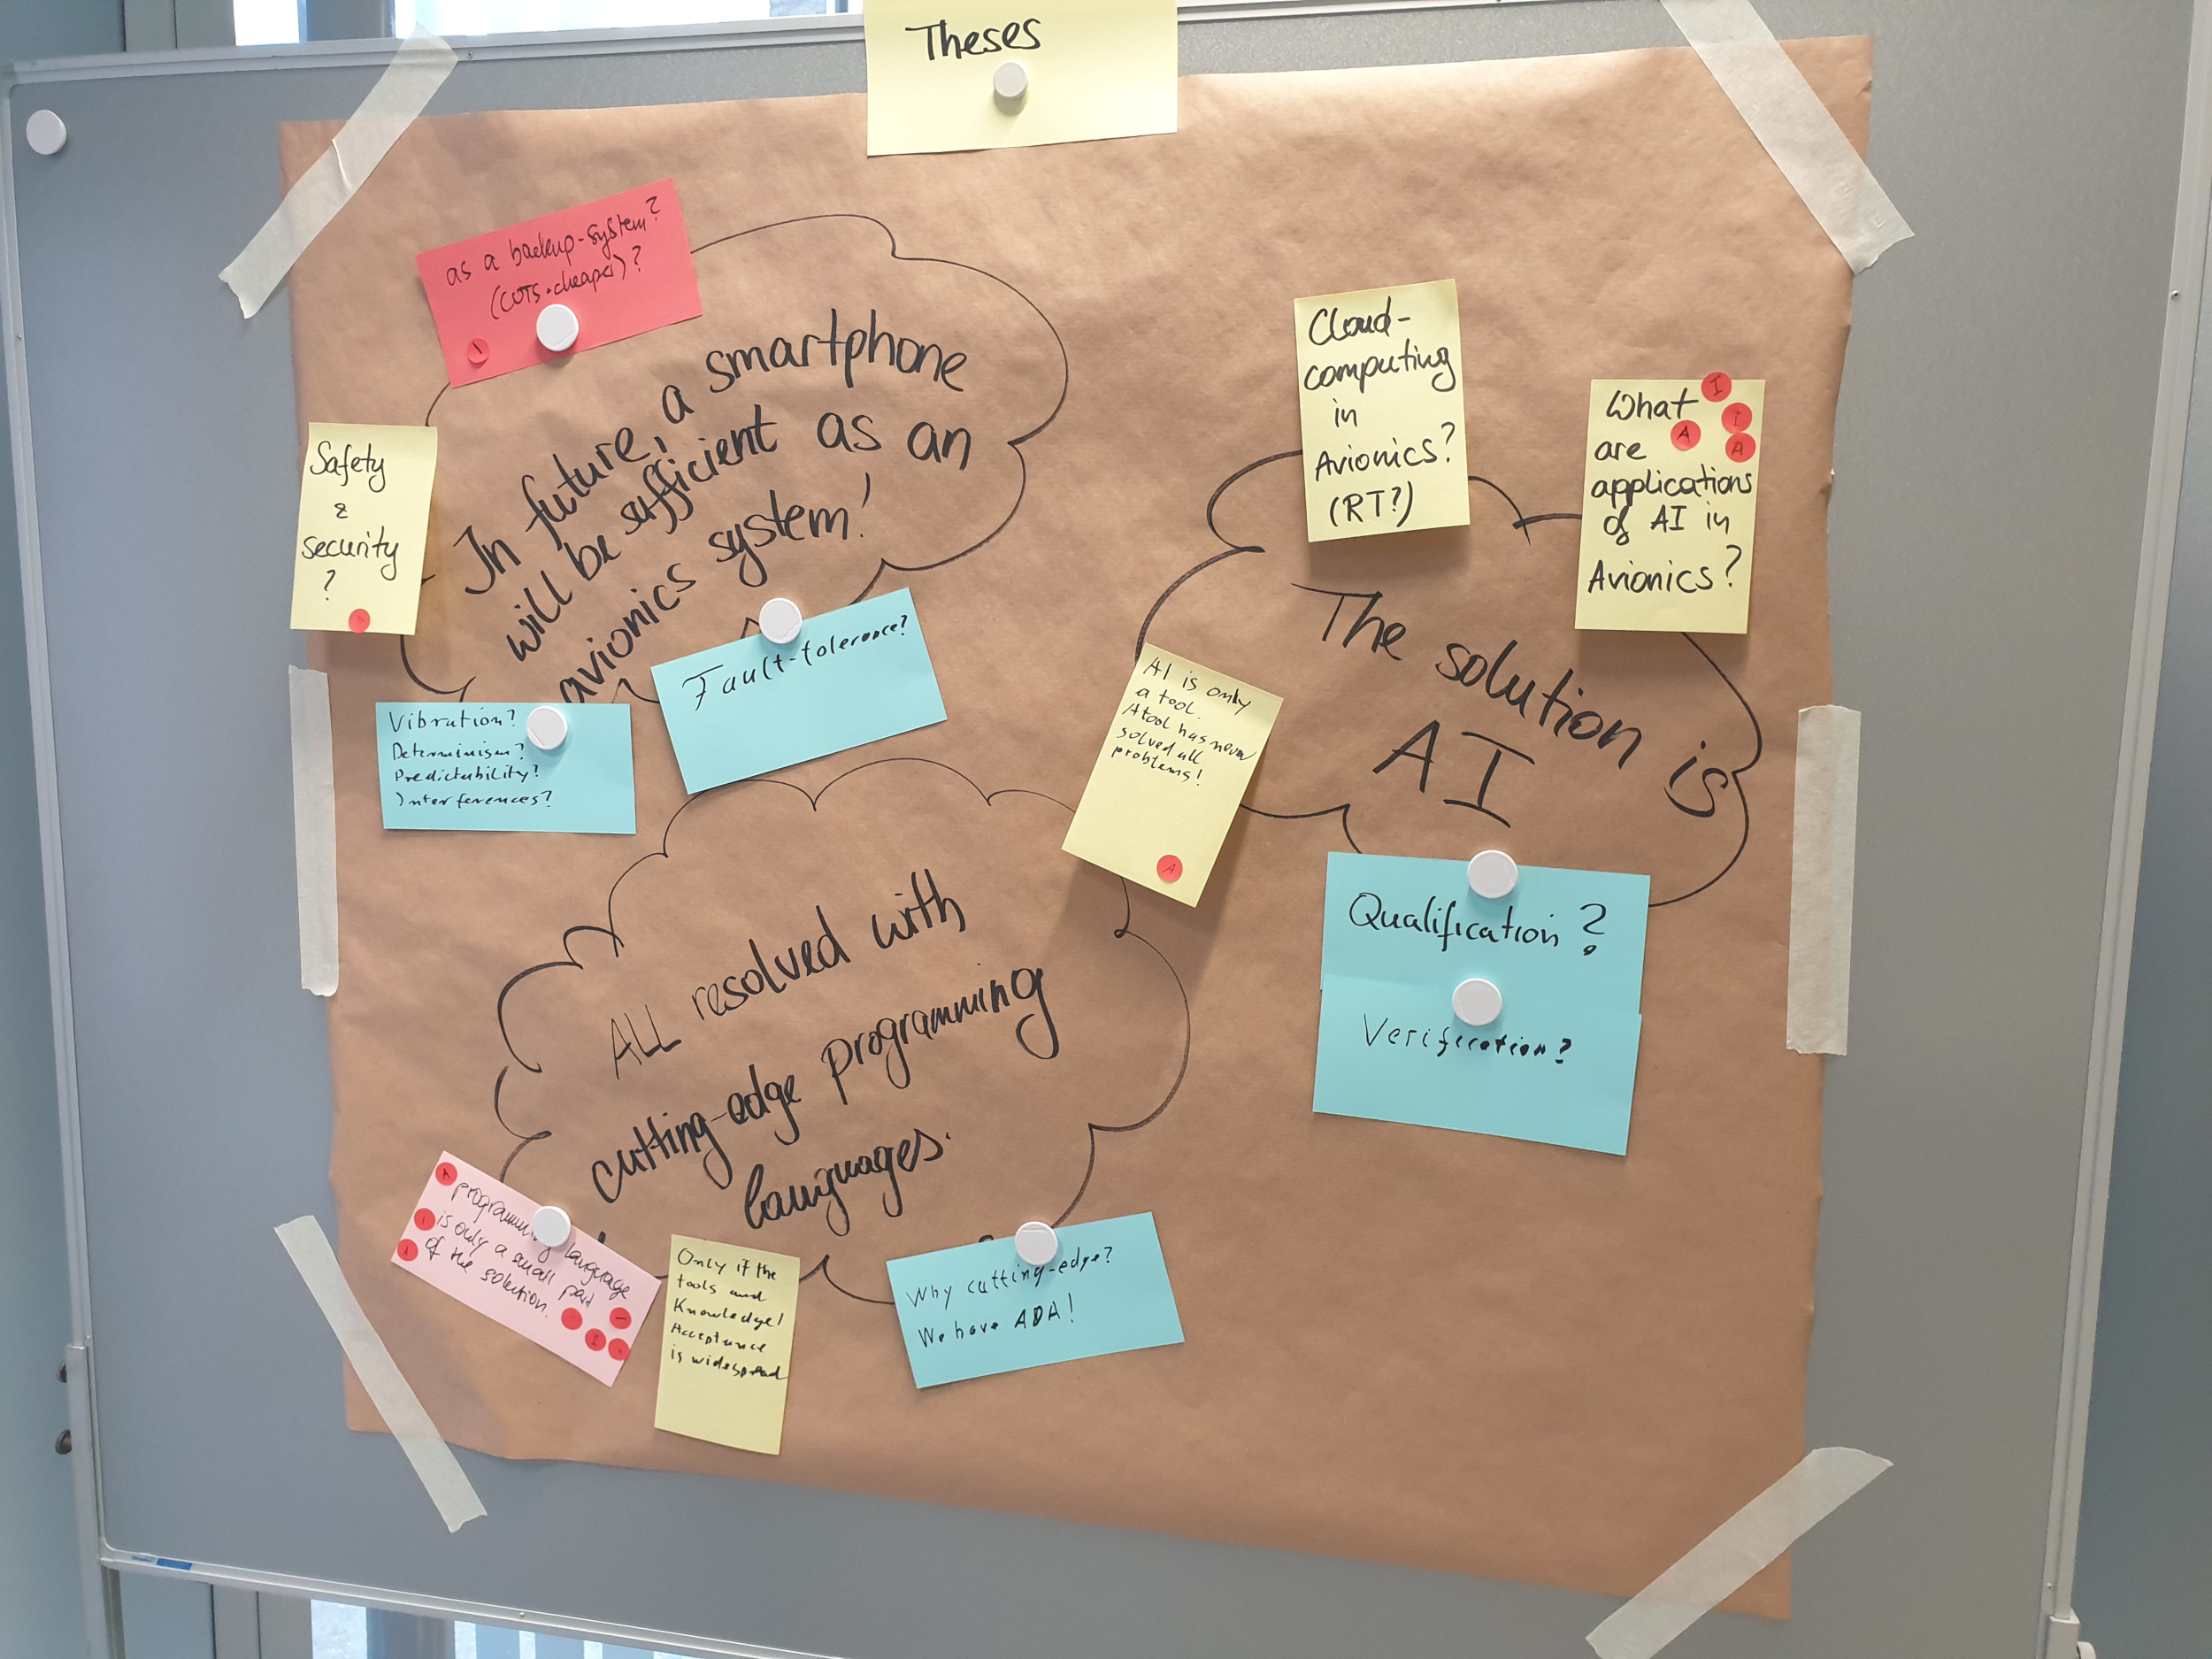 Theses
as a backup-system?
(COTS · cheaper)?
I
In future, a smartphone
will be sufficient as an
avionics system!
Safety
&
security
?
A
Fault-tolerance?
Vibration?
Determinism?
Predictability?
Interferences?
Cloud-
computing
in
Avionics?
(RT?)
What
are
applications
of AI in
Avionics?
I
I
A
A
The solution is
AI
AI is only
a tool.
A tool has never
solved all
problems!
A
Qualification?
Verification?
ALL resolved with
cutting-edge programming
languages.
programming language
is only a small part
of the solution.
Only if the
tools and
Knowledge/
Acceptance
is widespread
Why cutting-edge?
We have ADA!